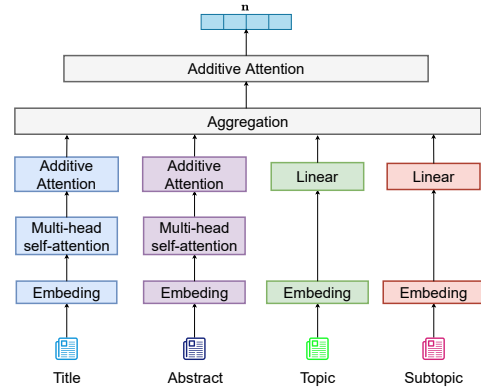 n
Additive Attention
Aggregation
Additive
Attention
Additive
Attention
Linear
Linear
Multi-head
self-attention
Multi-head
self-attention
Embeding
Embeding
Embeding
Embeding
Title
Abstract
Topic
Subtopic